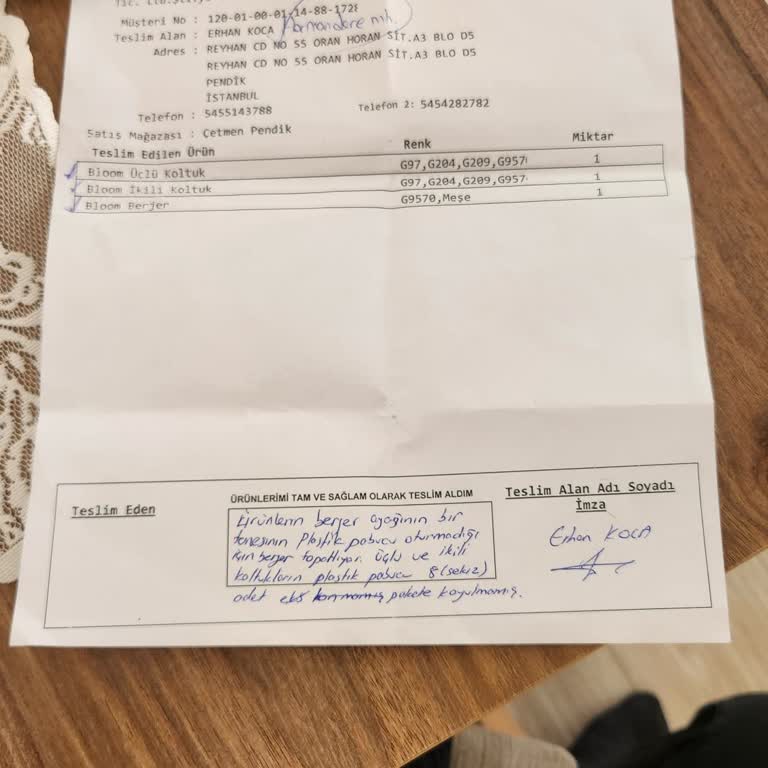 Müşteri No : 120-01-00-01-14-88-1728
Teslim Alan : ERHAN KOCA
Adres : REYHAN CD NO 55 ORAN HORAN SİT.A3 BLO D5
REYHAN CD NO 55 ORAN HORAN SİT.A3 BLO D5
PENDİK
İSTANBUL
Telefon : 5455143788 Telefon 2: 5454282782
Satış Mağazası : Çetmen Pendik
Teslim Edilen Ürün Renk Miktar
Bloom Üçlü Koltuk G97,G204,G209,G957 1
Bloom İkili Koltuk G97,G204,G209,G957 1
Bloom Berjer G9570,Meşe 1
Teslim Eden
ÜRÜNLERİMİ TAM VE SAĞLAM OLARAK TESLİM ALDIM
Teslim Alan Adı Soyadı
İmza
berjer ayağının bir
tanesinin Plastik pabucu oturmadığı
için berjer topallıyor. Üçlü ve ikili
koltukların plastik pabucu 8 (sekiz)
adet pakete koyulmamış.
Erhan KOCA